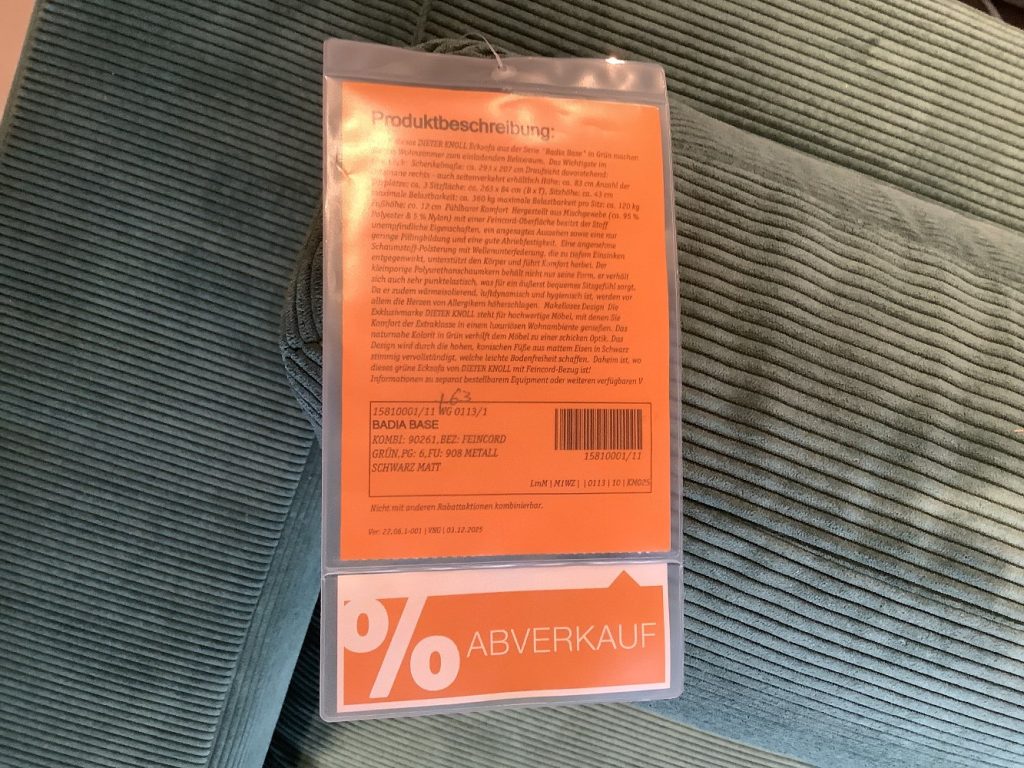 Produktbeschreibung:
dieses DIETER KNOLL Ecksofa aus der Serie "Badia Base" in Grün machen
Wohnzimmer zum einladenden Relaxraum. Das Wichtigste im
Schenkelmaße: ca. 293 x 207 cm Draufsicht davorstehend:
rechts - auch seitenverkehrt erhältlich Höhe: ca. 83 cm Anzahl der
Sitzplätze: ca. 3 Sitzfläche: ca. 263 x 84 cm (B x T), Sitzhöhe: ca. 43 cm
maximale Belastbarkeit: ca. 360 kg maximale Belastbarkeit pro Sitz: ca. 120 kg
Fußhöhe: ca. 12 cm Fühlbarer Komfort Hergestellt aus Mischgewebe (ca. 95 %
Polyester & 5 % Nylon) mit einer Feincord-Oberfläche besitzt der Stoff
unempfindliche Eigenschaften, ein angesagtes Aussehen sowie eine nur
geringe Pillingbildung und eine gute Abriebfestigkeit. Eine angenehme
Schaumstoff-Polsterung mit Wellenunterfederung, die zu tiefem Einsinken
entgegenwirkt, unterstützt den Körper und führt Komfort herbei. Der
kleinporige Polyurethanschaumkern behält nicht nur seine Form, er verhält
sich auch sehr punktelastisch, was für ein äußerst bequemes Sitzgefühl sorgt.
Da er zudem wärmeisolierend, luftdynamisch und hygienisch ist, werden vor
allem die Herzen von Allergikern höherschlagen. Makelloses Design Die
Exklusivmarke DIETER KNOLL steht für hochwertige Möbel, mit denen Sie
Komfort der Extraklasse in einem luxuriösen Wohnambiente genießen. Das
naturnahe Kolorit in Grün verhilft dem Möbel zu einer schicken Optik. Das
Design wird durch die hohen, konischen Füße aus mattem Eisen in Schwarz
stimmig vervollständigt, welche leichte Bodenfreiheit schaffen. Daheim ist, wo
dieses grüne Ecksofa von DIETER KNOLL mit Feincord-Bezug ist!
Informationen zu separat bestellbarem Equipment oder weiteren verfügbaren V
163
15810001/11 WG 0113/1
BADIA BASE
KOMBI: 90261, BEZ: FEINCORD
GRÜN, PG: 6, FU: 908 METALL
SCHWARZ MATT
15810001/11
LmM | M1WZ | | 0113 | 10 | KM025
Nicht mit anderen Rabattaktionen kombinierbar.
Ver. 22.06.1-001 | VNG | 03.12.2025
% ABVERKAUF